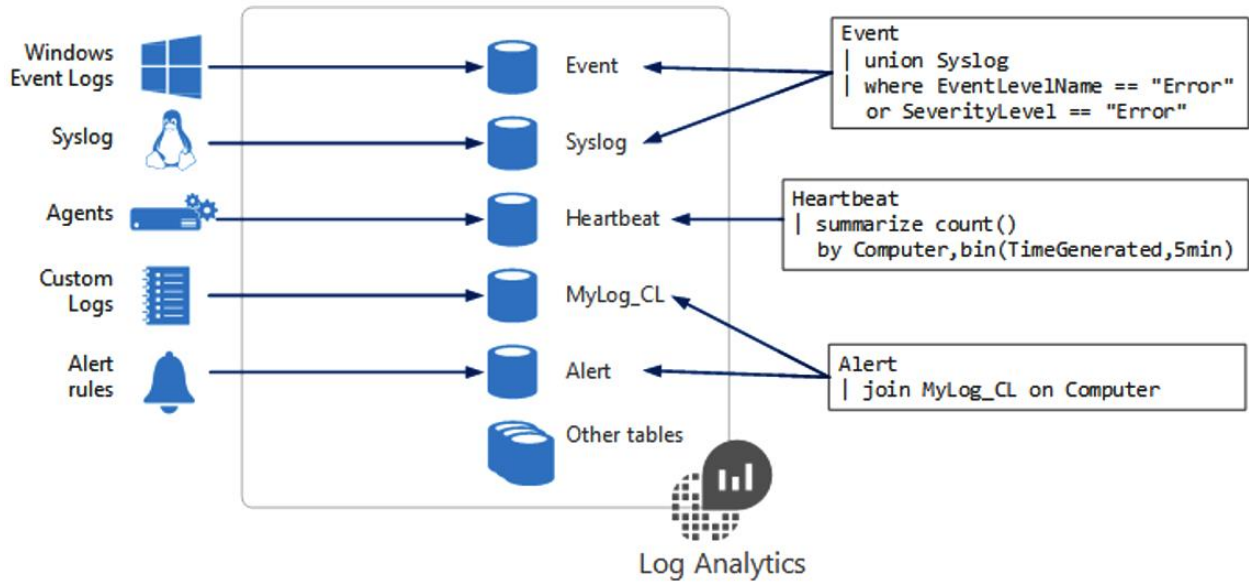 Windows
Event Logs
Syslog
Agents
Custom
Logs
Alert
rules
Event
Syslog
Heartbeat
MyLog_CL
Alert
Other tables
Event
| union Syslog
| where EventLevelName == "Error"
or SeverityLevel == "Error"
Heartbeat
| summarize count()
by Computer,bin(TimeGenerated,5min)
Alert
| join MyLog_CL on Computer
Log Analytics